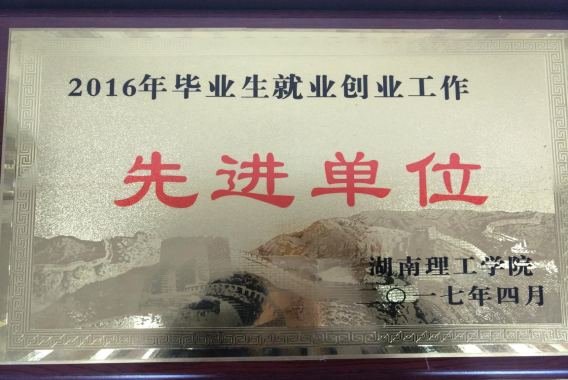 2016年毕业生就业创业工作
先进单位
湖南理工学院
二〇一七年四月